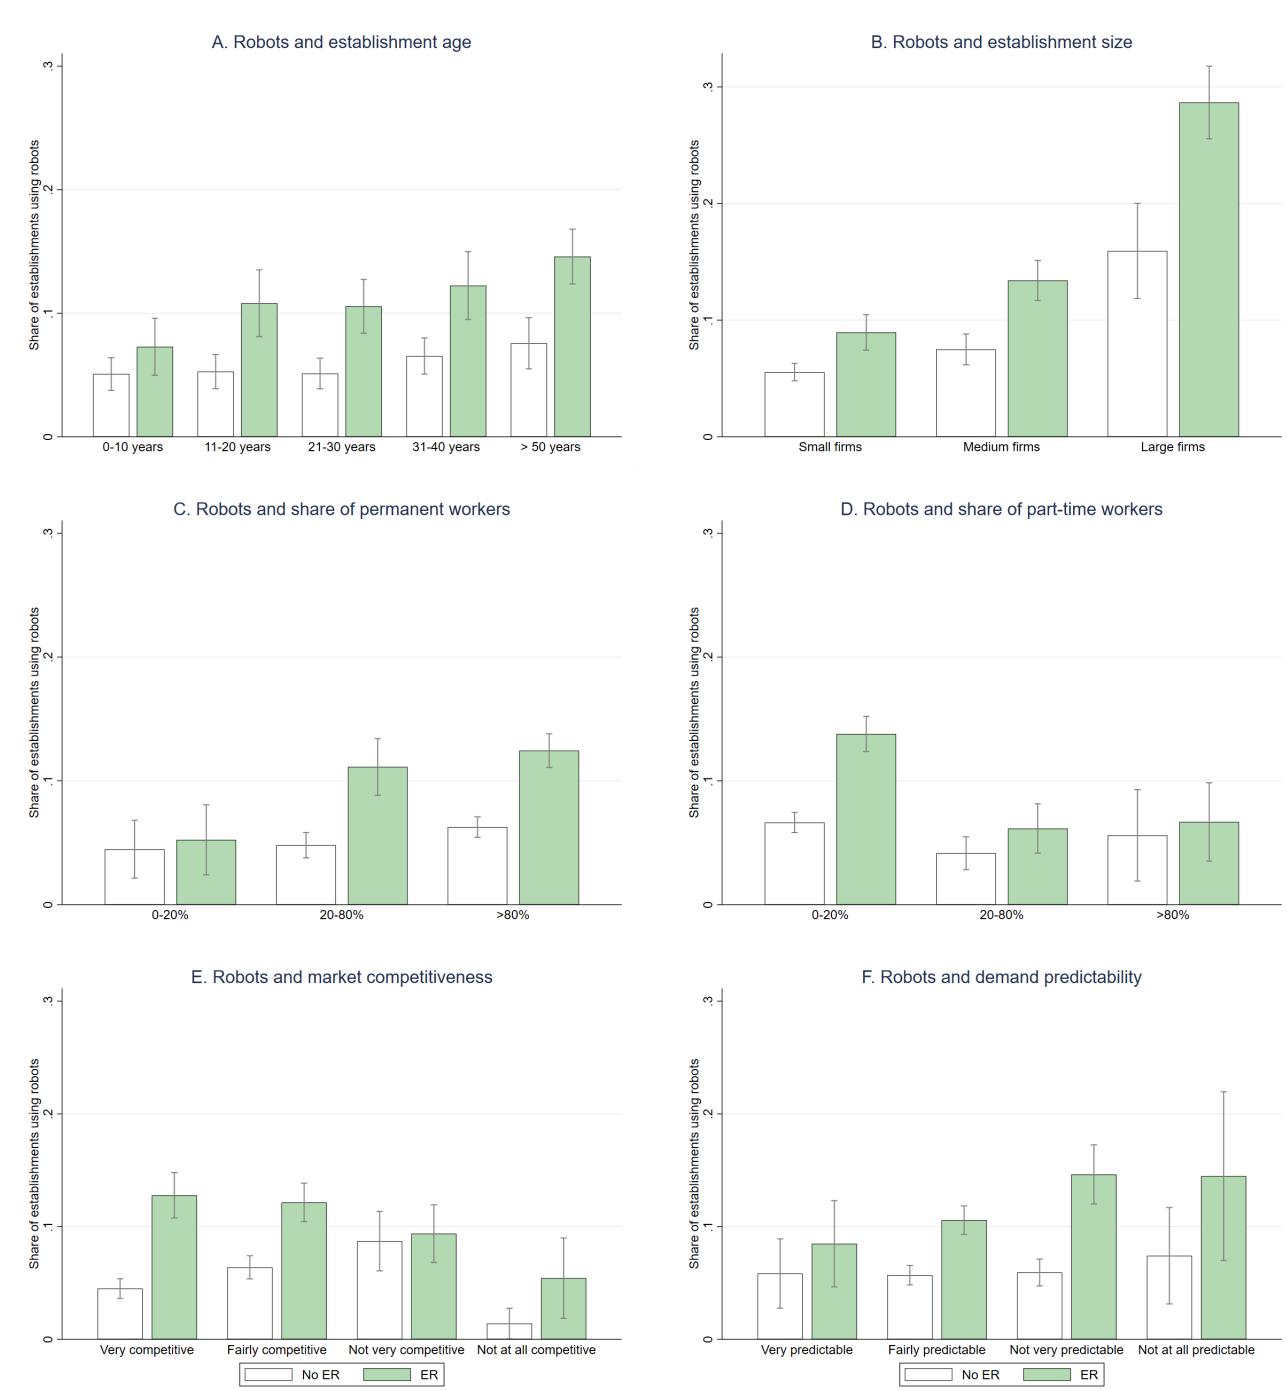 A. Robots and establishment age
Share of establishments using robots
.3
.2
.1
0
0-10 years
11-20 years
21-30 years
31-40 years
> 50 years
B. Robots and establishment size
Share of establishments using robots
.3
.2
.1
0
Small firms
Medium firms
Large firms
C. Robots and share of permanent workers
Share of establishments using robots
.3
.2
.1
0
0-20%
20-80%
>80%
D. Robots and share of part-time workers
Share of establishments using robots
.3
.2
.1
0
0-20%
20-80%
>80%
E. Robots and market competitiveness
Share of establishments using robots
.3
.2
.1
0
Very competitive
Fairly competitive
Not very competitive
Not at all competitive
No ER
ER
F. Robots and demand predictability
Share of establishments using robots
.3
.2
.1
0
Very predictable
Fairly predictable
Not very predictable
Not at all predictable
No ER
ER